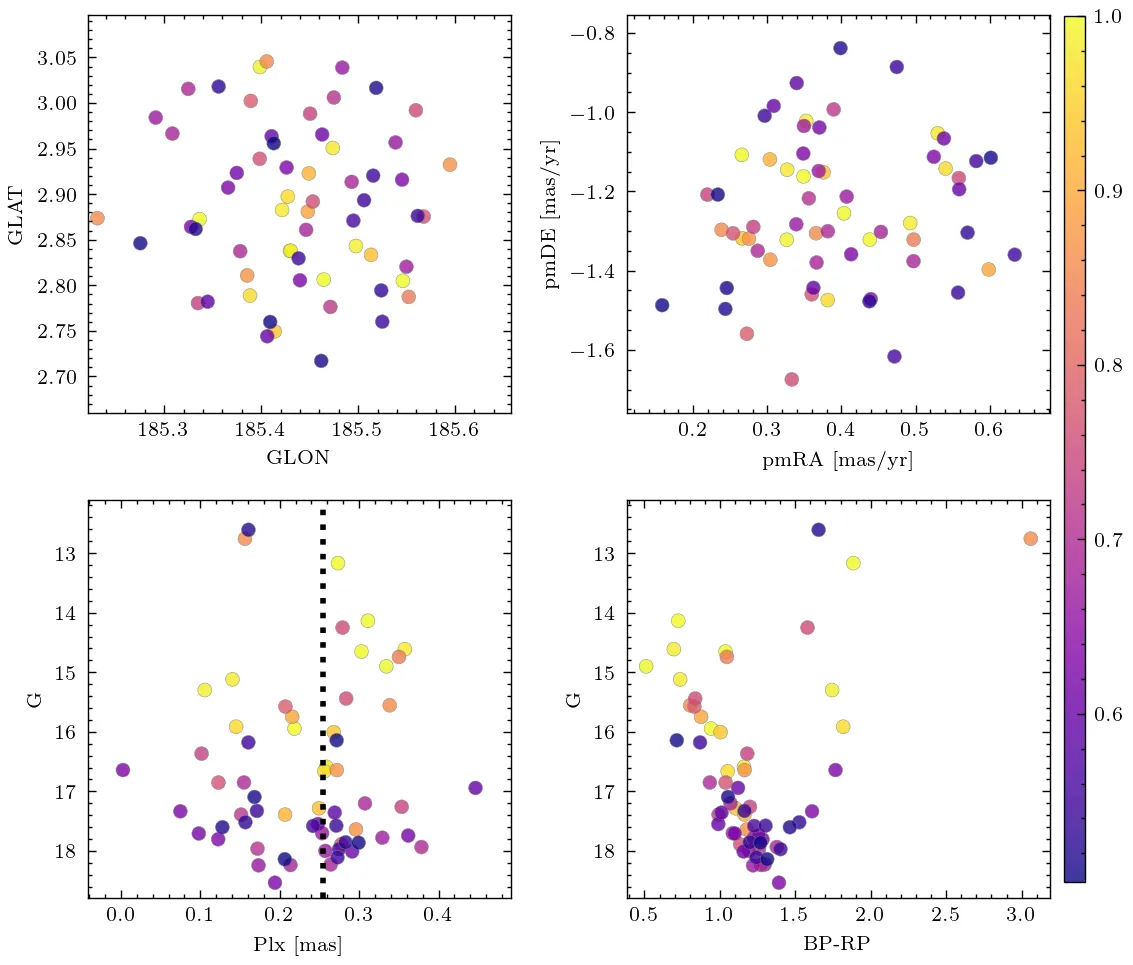 3.05
3.00
2.95
2.90
2.85
2.80
2.75
2.70
GLAT
185.3 185.4 185.5 185.6
GLON
−0.8
−1.0
−1.2
−1.4
−1.6
pmDE [mas/yr]
0.2 0.3 0.4 0.5 0.6
pmRA [mas/yr]
13
14
15
16
17
18
G
0.0 0.1 0.2 0.3 0.4
Plx [mas]
13
14
15
16
17
18
G
0.5 1.0 1.5 2.0 2.5 3.0
BP-RP
1.0
0.9
0.8
0.7
0.6